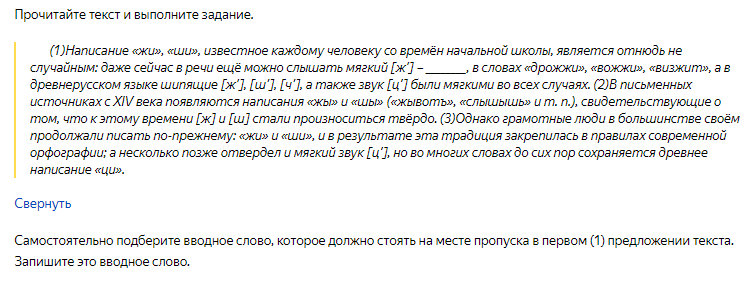 Прочитайте текст и выполните задание.
(1)Написание «жи», «ши», известное каждому человеку со времён начальной школы, является отнюдь не
случайным: даже сейчас в речи ещё можно слышать мягкий [ж’] – _______, в словах «дрожжи», «вожжи», «визжит», а в
древнерусском языке шипящие [ж’], [ш’], [ч’], а также звук [ц’] были мягкими во всех случаях. (2)В письменных
источниках с XIV века появляются написания «жы» и «шы» («жывотъ», «слышышь» и т. п.), свидетельствующие о
том, что к этому времени [ж] и [ш] стали произноситься твёрдо. (3)Однако грамотные люди в большинстве своём
продолжали писать по-прежнему: «жи» и «ши», и в результате эта традиция закрепилась в правилах современной
орфографии; а несколько позже отвердел и мягкий звук [ц’], но во многих словах до сих пор сохраняется древнее
написание «ци».
Свернуть
Самостоятельно подберите вводное слово, которое должно стоять на месте пропуска в первом (1) предложении текста.
Запишите это вводное слово.